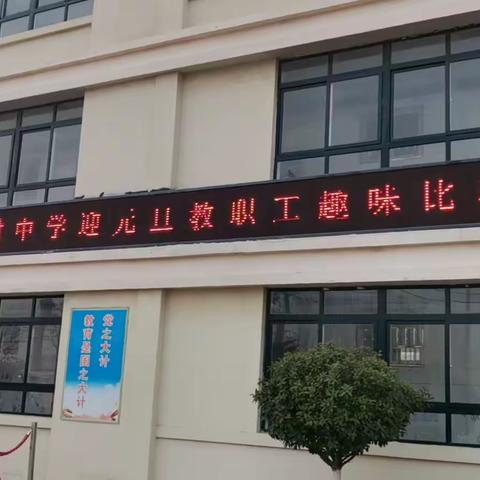 中学迎元旦教职工趣味比
教育是国之大计
党之大计